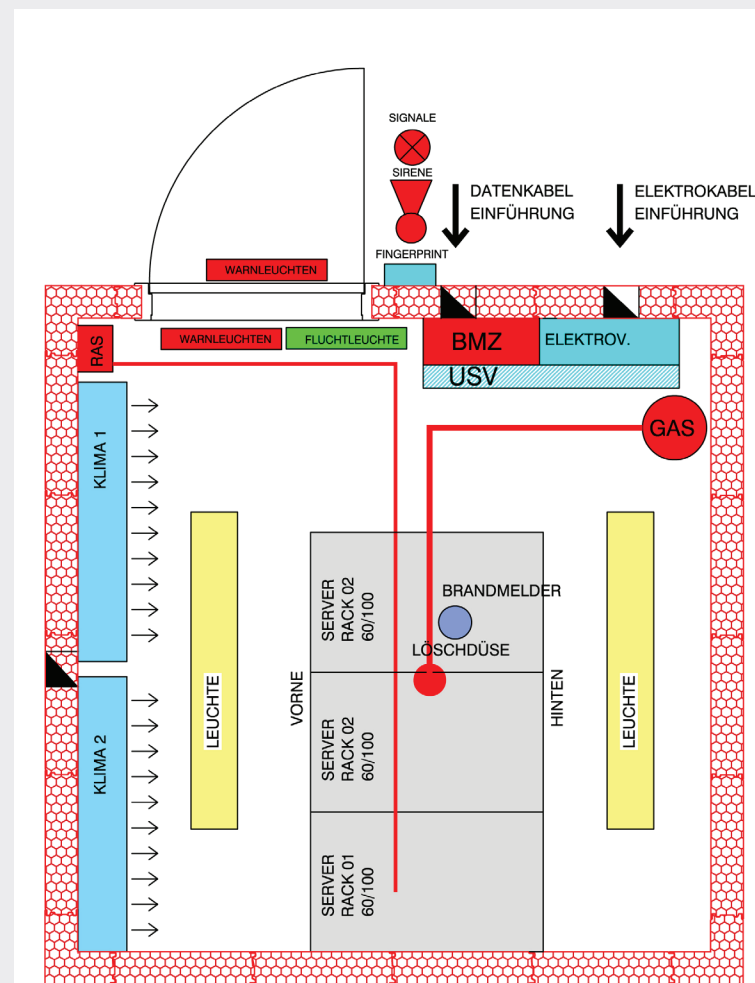 SIGNALE
SIRENE
DATENKABEL
EINFÜHRUNG
ELEKTROKABEL
EINFÜHRUNG
FINGERPRINT
WARNLEUCHTEN
WARNLEUCHTEN
FLUCHTLEUCHTE
BMZ
ELEKTROV.
USV
RAS
GAS
KLIMA 1
KLIMA 2
LEUCHTE
VORNE
SERVER
RACK 02
60/100
BRANDMELDER
LÖSCHDÜSE
SERVER
RACK 02
60/100
SERVER
RACK 01
60/100
HINTEN
LEUCHTE